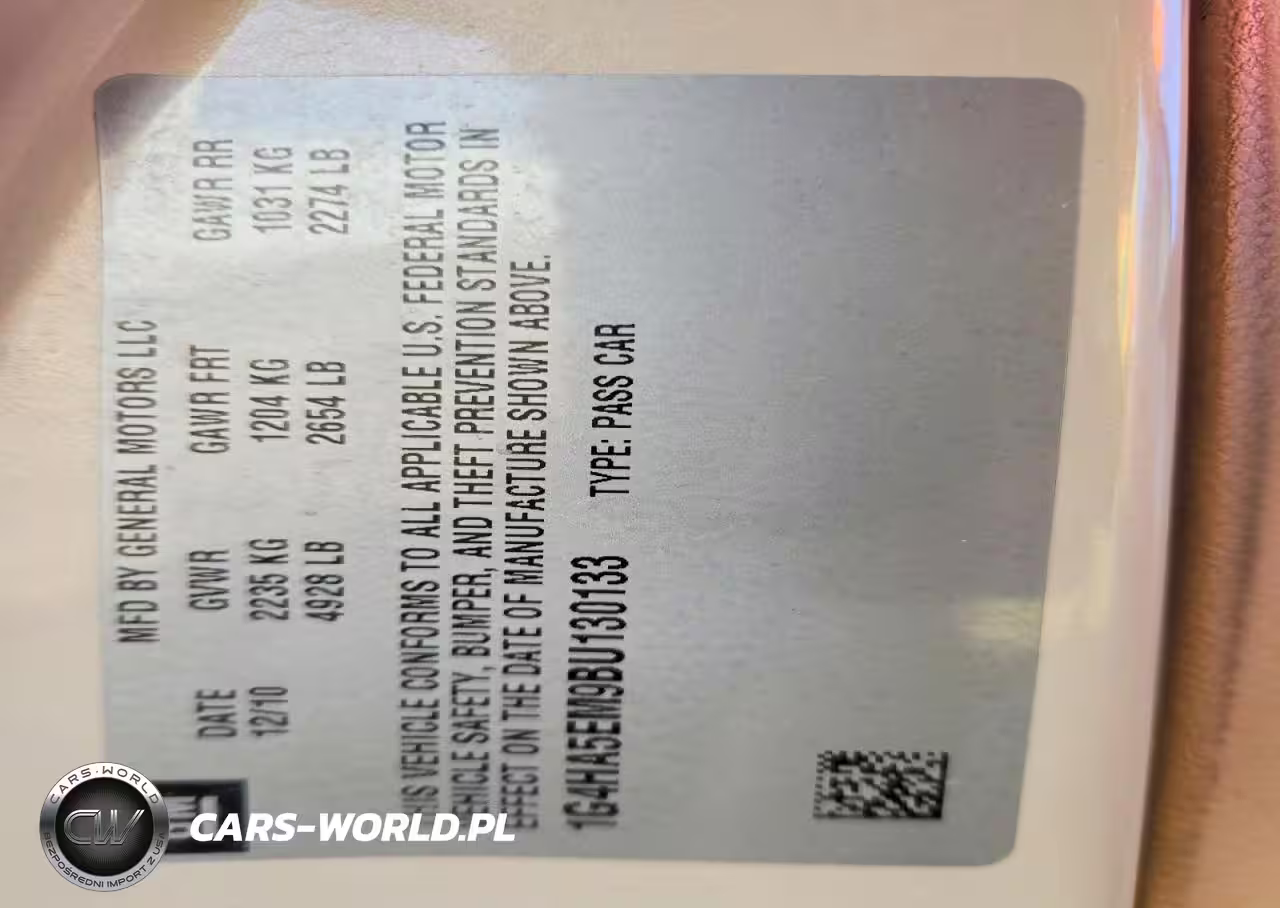 MFD BY GENERAL MOTORS LLC
DATE GVWR GAWR FRT GAWR RR
12/10 2235 KG 1204 KG 1031 KG
4928 LB 2654 LB 2274 LB
HIS VEHICLE CONFORMS TO ALL APPLICABLE U.S. FEDERAL MOTOR
VEHICLE SAFETY, BUMPER, AND THEFT PREVENTION STANDARDS IN
EFFECT ON THE DATE OF MANUFACTURE SHOWN ABOVE.
1G4HA5EM9BU130133 TYPE: PASS CAR
CARS-WORLD
CW
BEZPOŚREDNI IMPORT Z USA
CARS-WORLD.PL